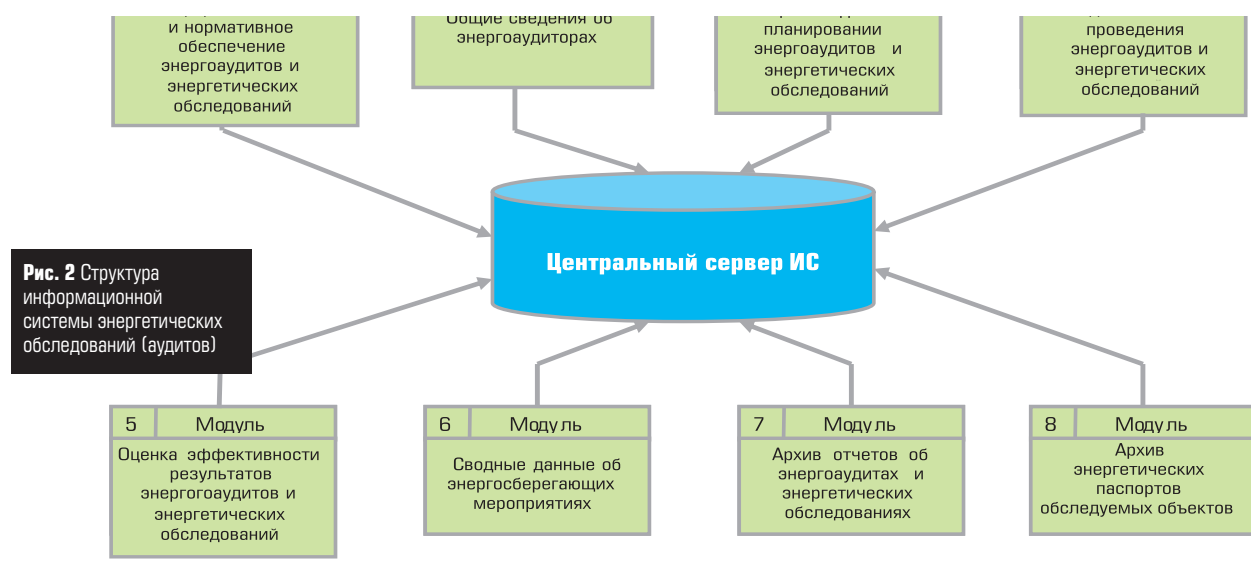 и нормативное
обеспечение
энергоаудитов и
энергетических
обследований
Общие сведения об
энергоаудиторах
планировании
энергоаудитов и
энергетических
обследований
проведения
энергоаудитов и
энергетических
обследований
Центральный сервер ИС
Рис. 2 Структура
информационной
системы энергетических
обследований (аудитов)
5 Модуль
Оценка эффективности
результатов
энергогоаудитов и
энергетических
обследований
6 Модуль
Сводные данные об
энергосберегающих
мероприятиях
7 Модуль
Архив отчетов об
энергоаудитах и
энергетических
обследованиях
8 Модуль
Архив
энергетических
паспортов
обследуемых объектов